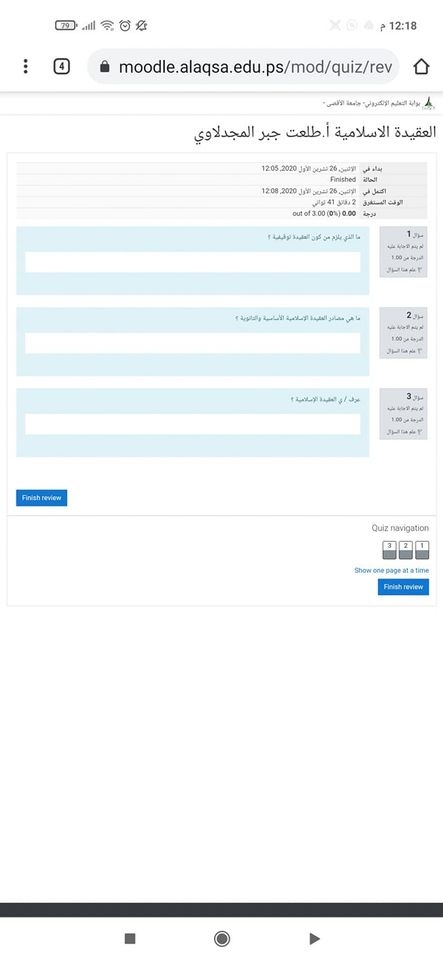 79
12:18 م
4
moodle.alaqsa.edu.ps/mod/quiz/rev
بوابة التعليم الإلكتروني- جامعة الأقصى -
العقيدة الاسلامية أ.طلعت جبر المجدلاوي
بداء في الإثنين, 26 تشرين الأول 2020, 12:05
الحالة Finished
اكتمل في الإثنين, 26 تشرين الأول 2020, 12:08
الوقت المستغرق 2 دقائق 41 ثواني
درجة 0.00 out of 3.00 (0%)
سؤال 1
لم يتم الاجابة عليه
الدرجة من 1.00
علم هذا السؤال
ما الذي يلزم من كون العقيدة توقيفية ؟
سؤال 2
لم يتم الاجابة عليه
الدرجة من 1.00
علم هذا السؤال
ما هي مصادر العقيدة الإسلامية الأساسية والثانوية ؟
سؤال 3
لم يتم الاجابة عليه
الدرجة من 1.00
علم هذا السؤال
عرف / ي العقيدة الإسلامية ؟
Finish review
Quiz navigation
3 2 1
Show one page at a time
Finish review